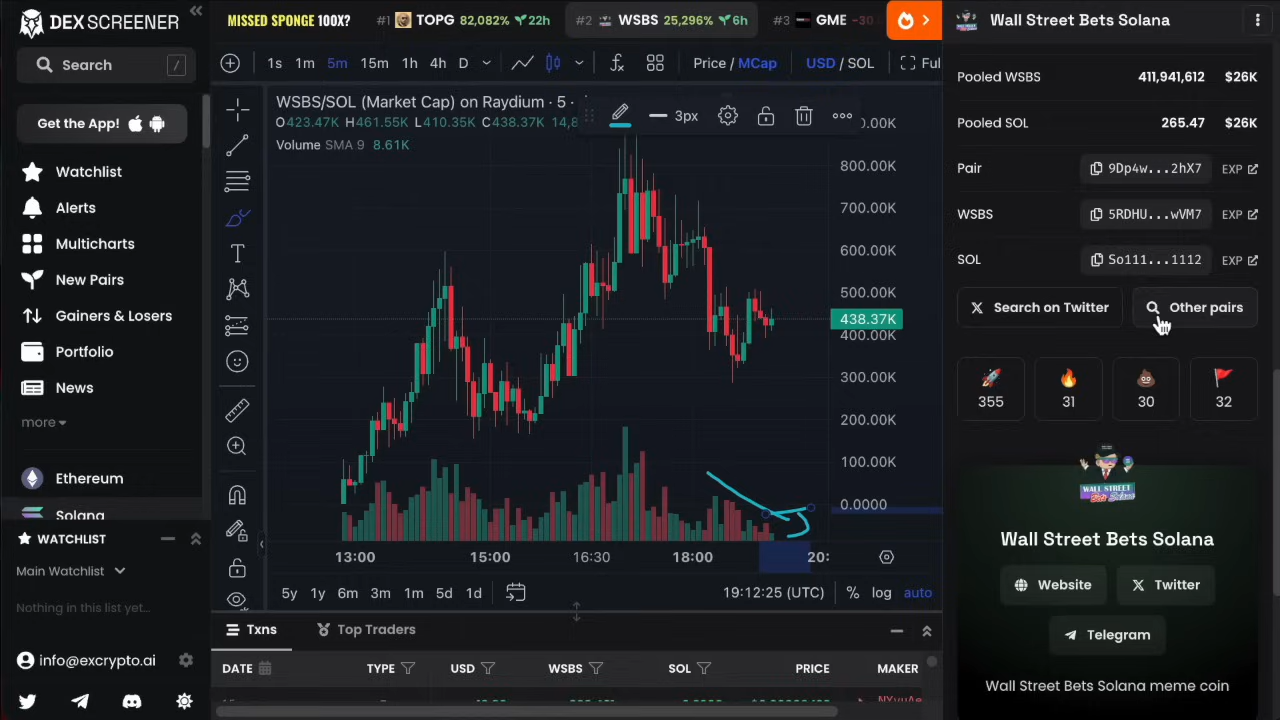 DEX SCREENER
Search /
Get the App!
Watchlist
Alerts
Multicharts
New Pairs
Gainers & Losers
Portfolio
News
more
Ethereum
Solana
WATCHLIST
Main Watchlist
Nothing in this list yet...
info@excrypto.ai
MISSED SPONGE 100X? #1 TOPG 82,082% 22h #2 WSBS 25,296% 6h #3 GME -30
1s 1m 5m 15m 1h 4h D Price / MCap USD / SOL Ful
WSBS/SOL (Market Cap) on Raydium · 5 ·
3px
O423.47K H461.55K L410.35K C438.37K 14,8
Volume SMA 9 8.61K
00.00K
800.00K
700.00K
600.00K
500.00K
438.37K
400.00K
300.00K
200.00K
100.00K
0.0000
13:00 15:00 16:30 18:00 20:
5y 1y 6m 3m 1m 5d 1d 19:12:25 (UTC) % log auto
Txns Top Traders
DATE TYPE USD WSBS SOL PRICE MAKER
Wall Street Bets Solana
Pooled WSBS 411,941,612 $26K
Pooled SOL 265.47 $26K
Pair 9Dp4w...2hX7 EXP
WSBS 5RDHU...wVM7 EXP
SOL So111...1112 EXP
Search on Twitter Other pairs
355 31 30 32
WALL STREET
Wall Street Bets Solana
Website Twitter
Telegram
Wall Street Bets Solana meme coin